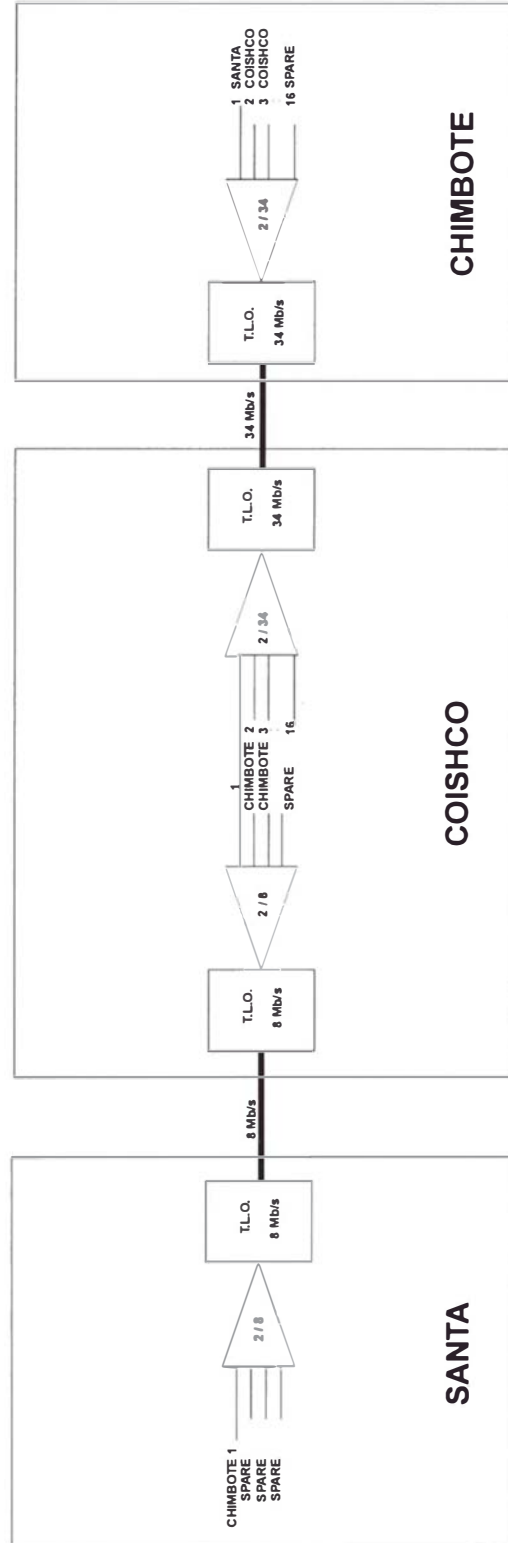 CHIMBOTE 1
SPARE
SPARE
SPARE
2 / 8
T.L.O.
8 Mb/s
SANTA
8 Mb/s
T.L.O.
8 Mb/s
2 / 8
1
CHIMBOTE 2
CHIMBOTE 3
SPARE 16
2 / 34
T.L.O.
34 Mb/s
COISHCO
34 Mb/s
T.L.O.
34 Mb/s
2 / 34
1 SANTA
2 COISHCO
3 COISHCO
16 SPARE
CHIMBOTE